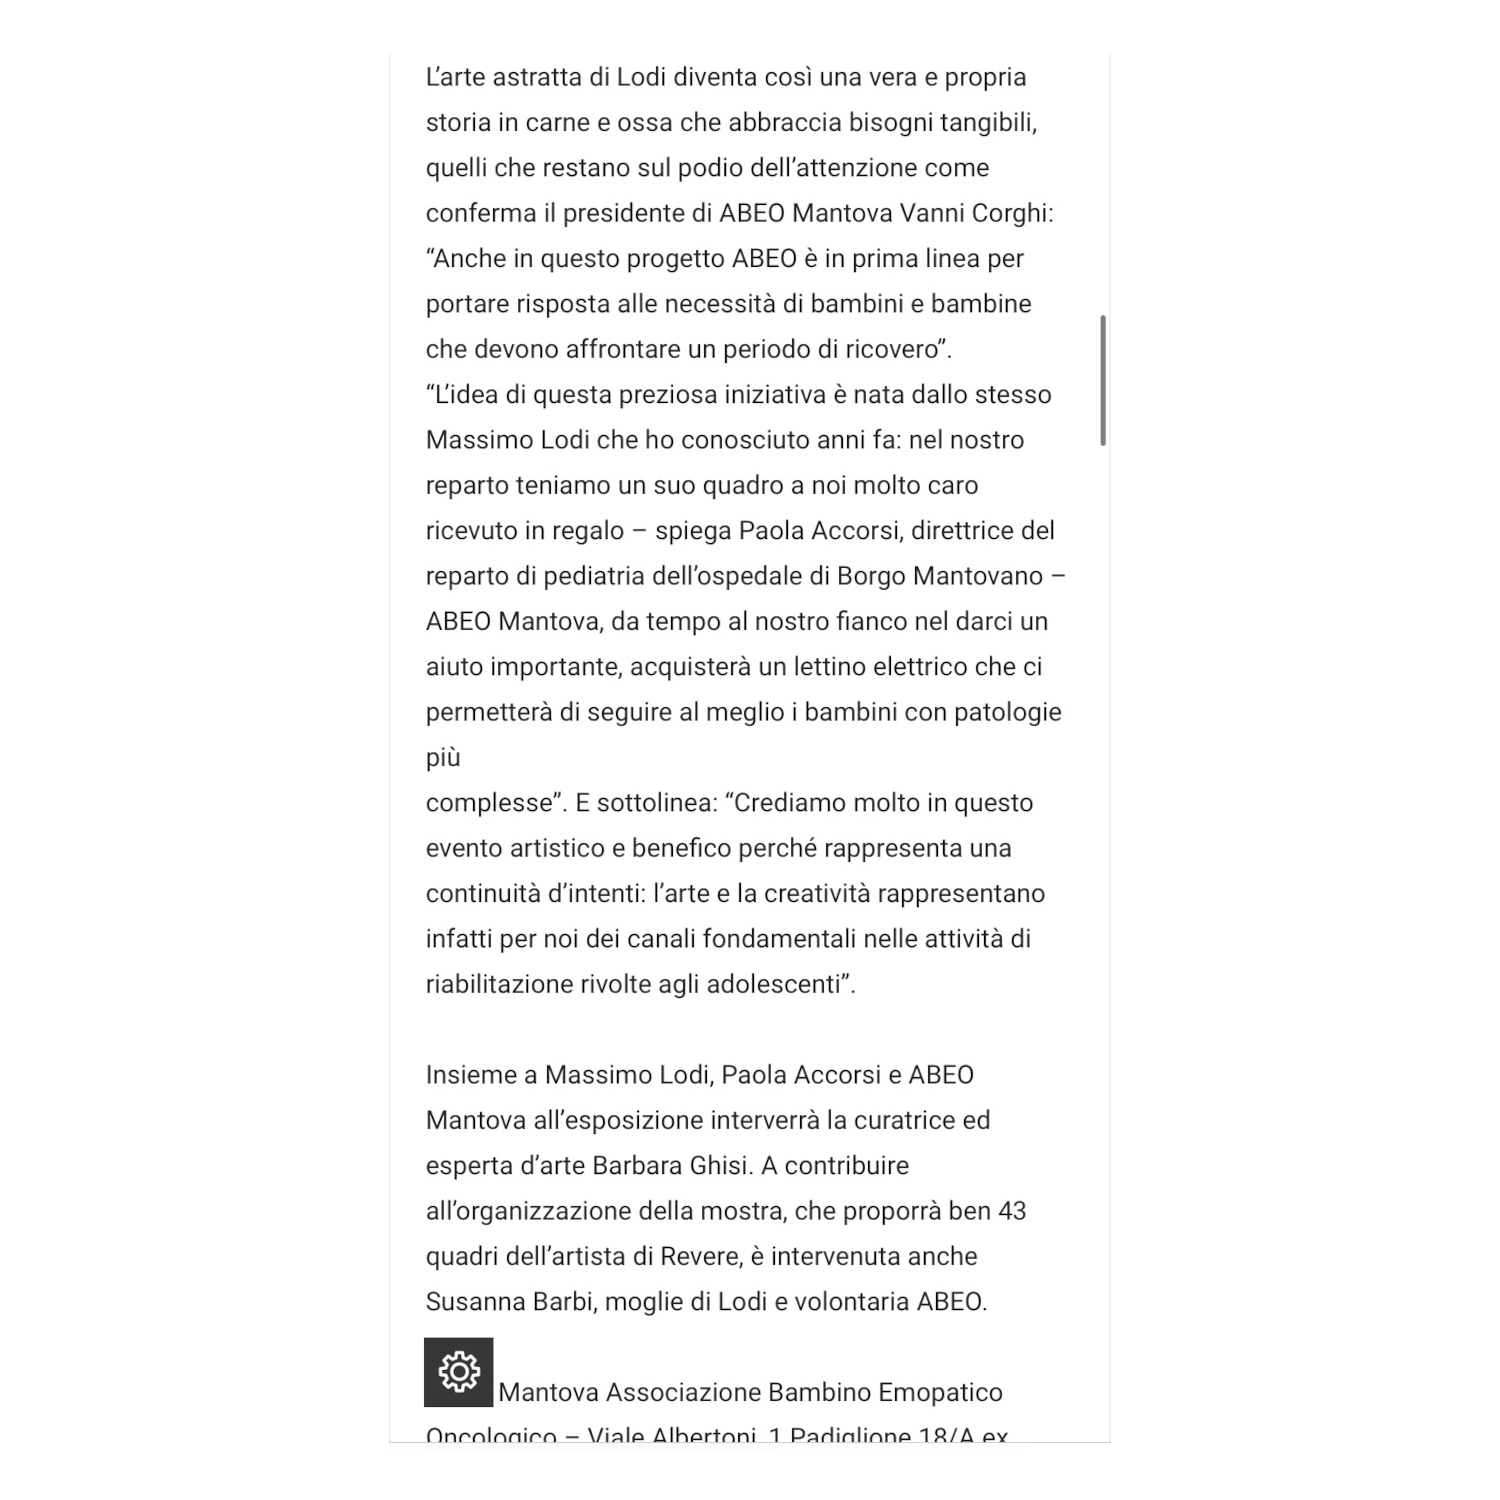 L’arte astratta di Lodi diventa così una vera e propria
storia in carne e ossa che abbraccia bisogni tangibili,
quelli che restano sul podio dell’attenzione come
conferma il presidente di ABEO Mantova Vanni Corghi:
“Anche in questo progetto ABEO è in prima linea per
portare risposta alle necessità di bambini e bambine
che devono affrontare un periodo di ricovero”.
“L’idea di questa preziosa iniziativa è nata dallo stesso
Massimo Lodi che ho conosciuto anni fa: nel nostro
reparto teniamo un suo quadro a noi molto caro
ricevuto in regalo – spiega Paola Accorsi, direttrice del
reparto di pediatria dell’ospedale di Borgo Mantovano –
ABEO Mantova, da tempo al nostro fianco nel darci un
aiuto importante, acquisterà un lettino elettrico che ci
permetterà di seguire al meglio i bambini con patologie
più
complesse”. E sottolinea: “Crediamo molto in questo
evento artistico e benefico perché rappresenta una
continuità d’intenti: l’arte e la creatività rappresentano
infatti per noi dei canali fondamentali nelle attività di
riabilitazione rivolte agli adolescenti”.
Insieme a Massimo Lodi, Paola Accorsi e ABEO
Mantova all’esposizione interverrà la curatrice ed
esperta d’arte Barbara Ghisi. A contribuire
all’organizzazione della mostra, che proporrà ben 43
quadri dell’artista di Revere, è intervenuta anche
Susanna Barbi, moglie di Lodi e volontaria ABEO.
Mantova Associazione Bambino Emopatico
Oncologico – Viale Albertoni, 1 Padiglione 18/A ex